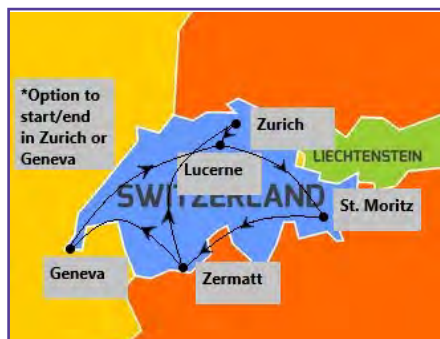 *Option to
start/end
in Zurich or
Geneva
Zurich
LIECHTENSTEIN
Lucerne
SWITZERLAND
St. Moritz
Geneva
Zermatt